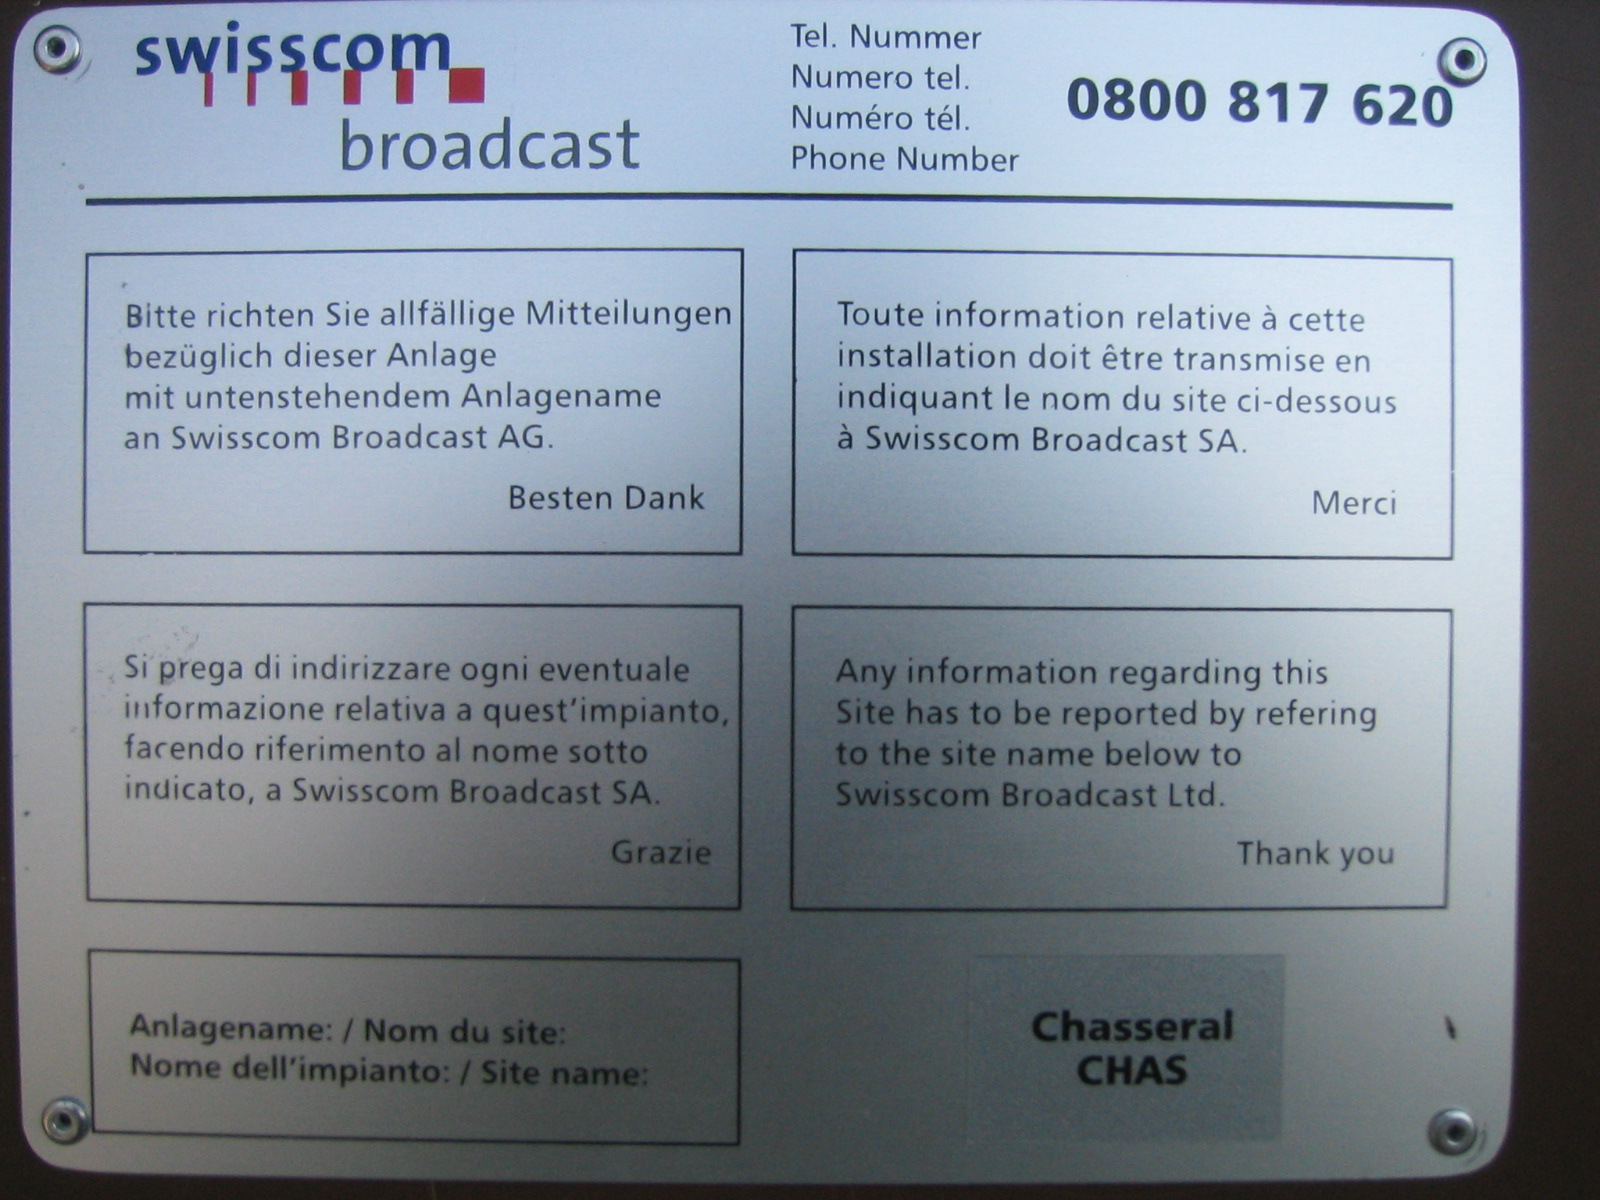 swisscom
broadcast
Tel. Nummer
Numero tel.
Numéro tél.
Phone Number
0800 817 620
Bitte richten Sie allfällige Mitteilungen
bezüglich dieser Anlage
mit untenstehendem Anlagename
an Swisscom Broadcast AG.
Besten Dank
Toute information relative à cette
installation doit être transmise en
indiquant le nom du site ci-dessous
à Swisscom Broadcast SA.
Merci
Si prega di indirizzare ogni eventuale
informazione relativa a quest'impianto,
facendo riferimento al nome sotto
indicato, a Swisscom Broadcast SA.
Grazie
Any information regarding this
Site has to be reported by refering
to the site name below to
Swisscom Broadcast Ltd.
Thank you
Anlagename: / Nom du site:
Nome dell'impianto: / Site name:
Chasseral
CHAS